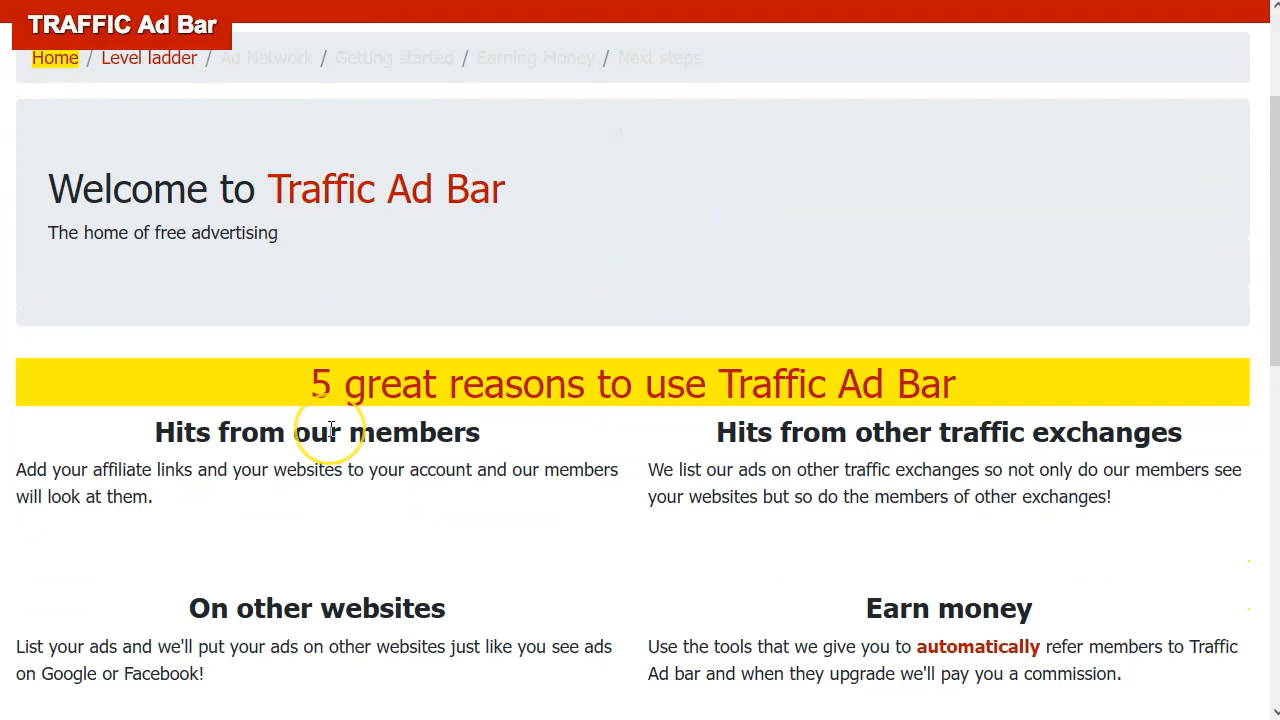 TRAFFIC Ad Bar
Home / Level ladder / Ad Network / Getting started / Earning Money / Next steps
Welcome to Traffic Ad Bar
The home of free advertising
5 great reasons to use Traffic Ad Bar
Hits from our members
Add your affiliate links and your websites to your account and our members
will look at them.
Hits from other traffic exchanges
We list our ads on other traffic exchanges so not only do our members see
your websites but so do the members of other exchanges!
On other websites
List your ads and we'll put your ads on other websites just like you see ads
on Google or Facebook!
Earn money
Use the tools that we give you to automatically refer members to Traffic
Ad bar and when they upgrade we'll pay you a commission.